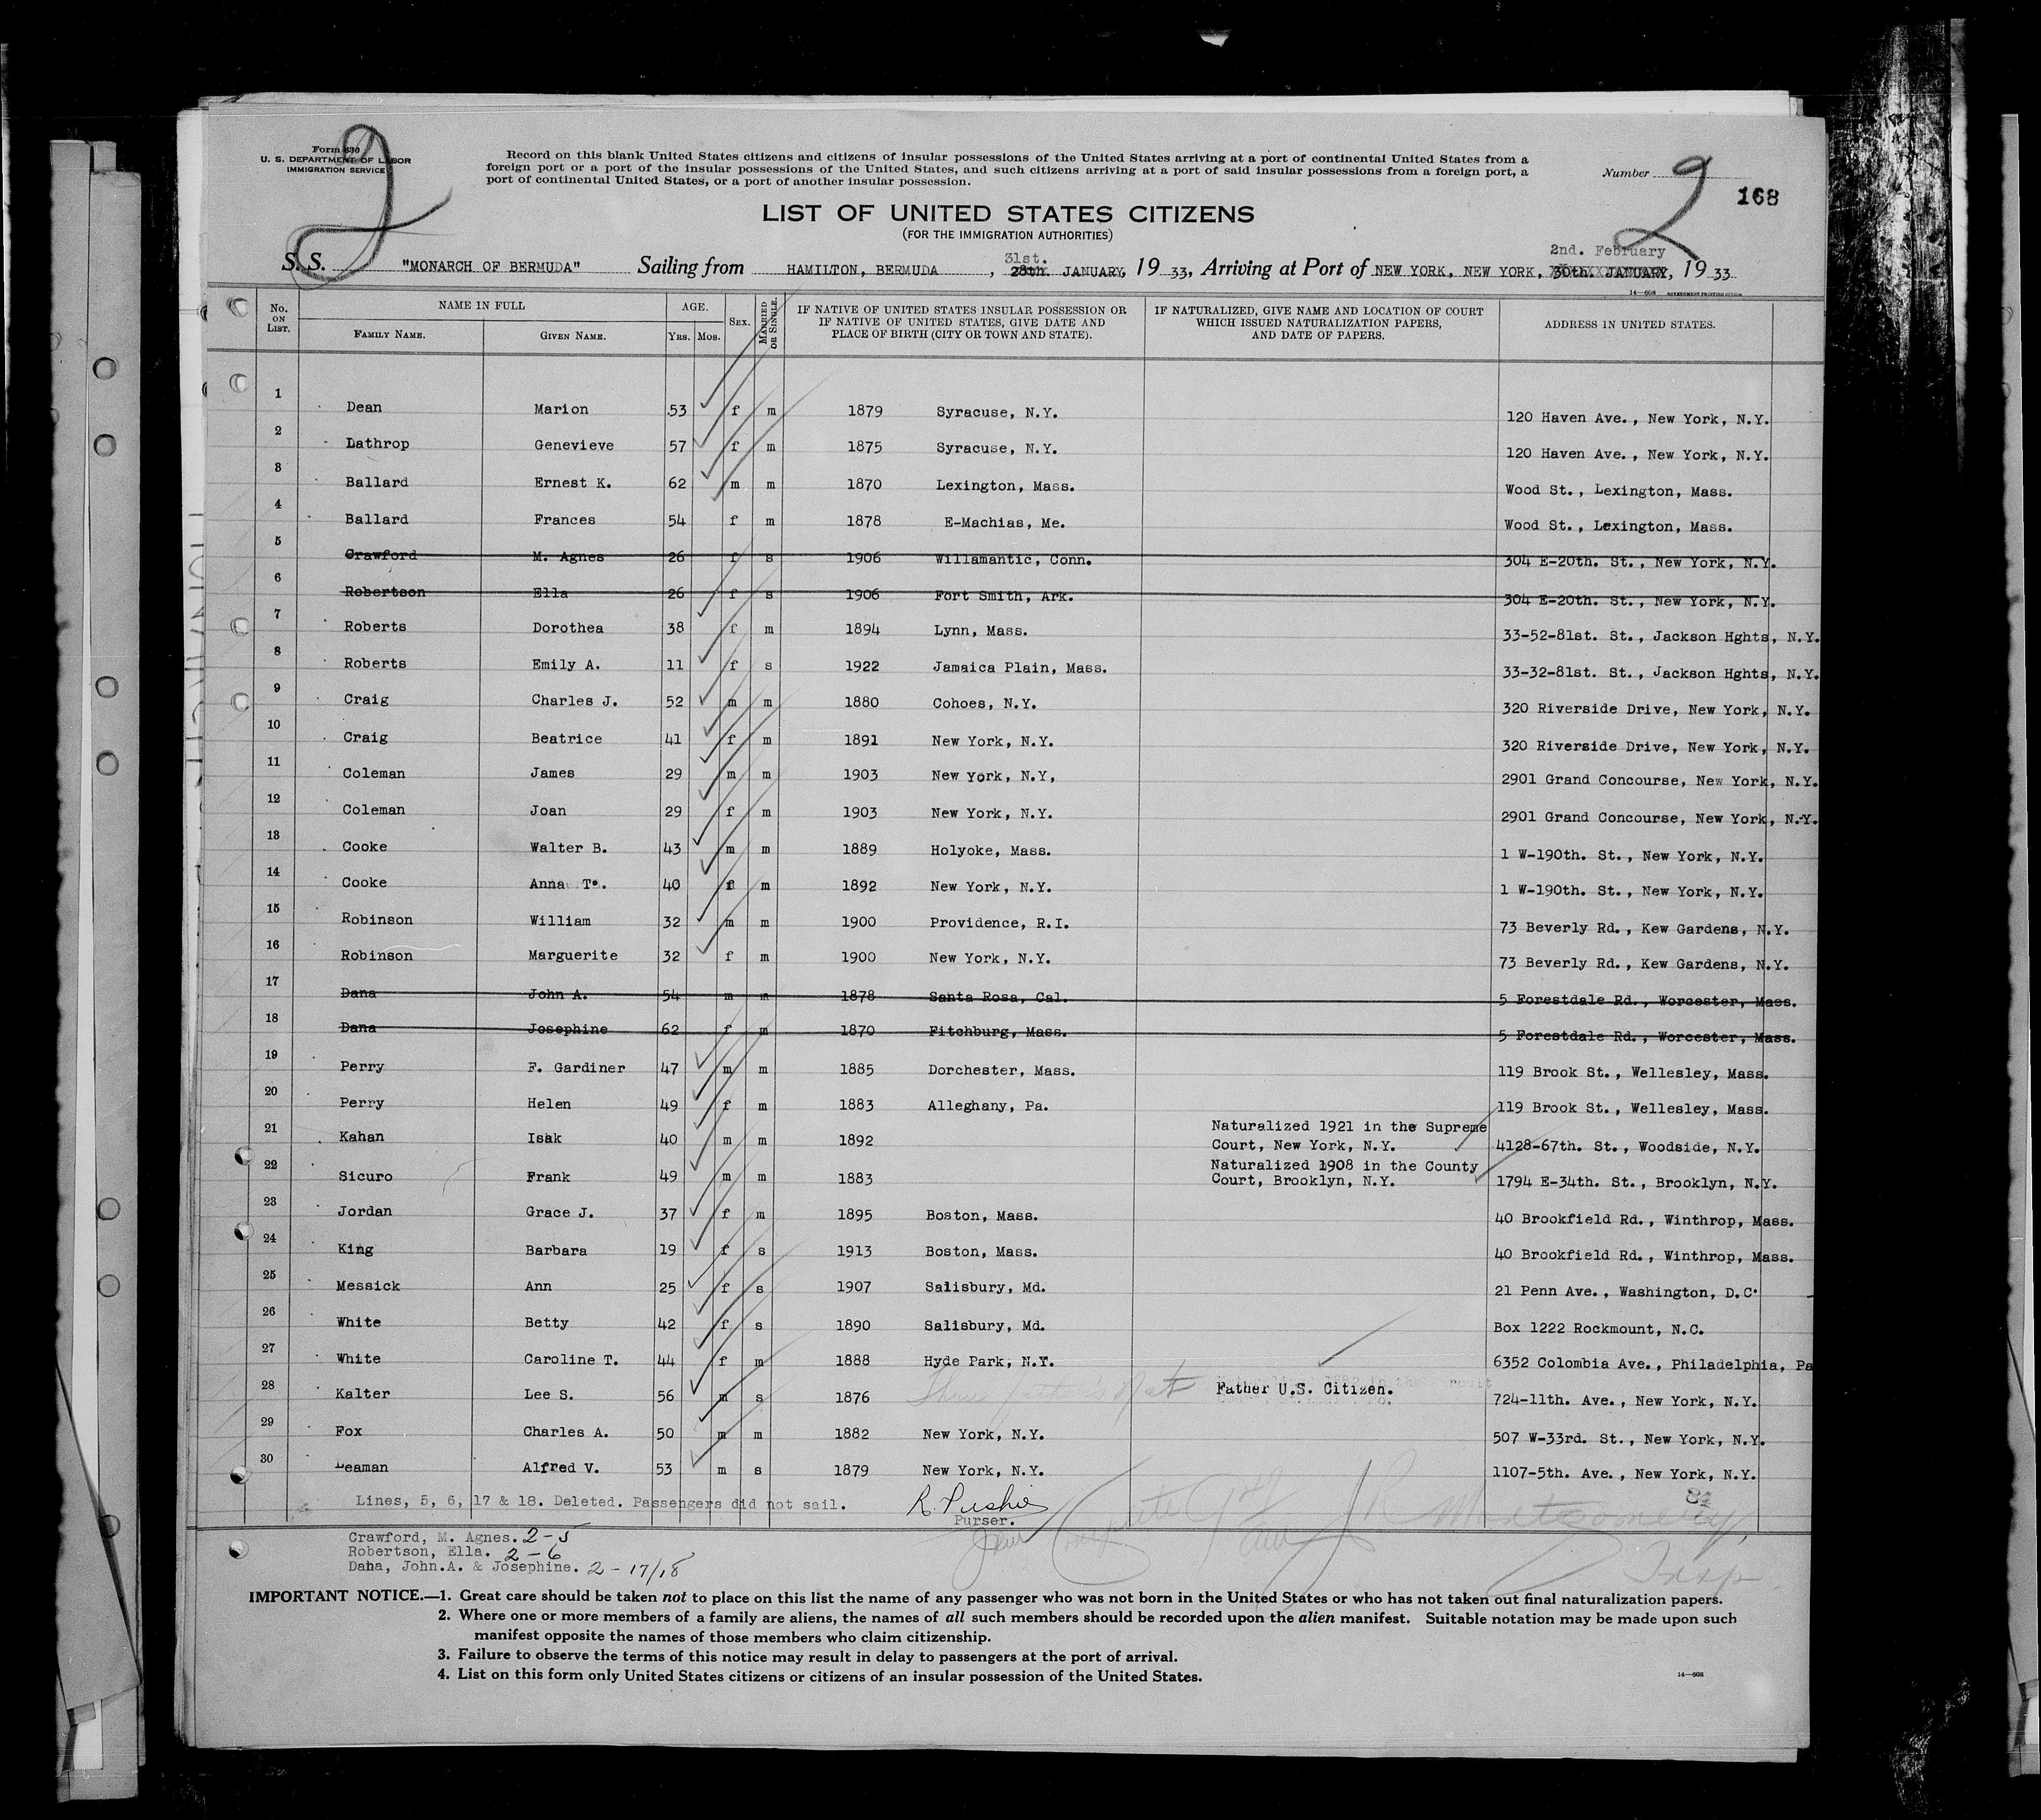 Form 630
U. S. DEPARTMENT OF LABOR
IMMIGRATION SERVICE
2
Record on this blank United States citizens and citizens of insular possessions of the United States arriving at a port of continental United States from a
foreign port or a port of the insular possessions of the United States, and such citizens arriving at a port of said insular possessions from a foreign port, a
port of continental United States, or a port of another insular possession.
Number 2
168
LIST OF UNITED STATES CITIZENS
(FOR THE IMMIGRATION AUTHORITIES)
31st. 2nd. February
S. S. "MONARCH OF BERMUDA" Sailing from HAMILTON, BERMUDA, 28th. JANUARY, 19 33, Arriving at Port of NEW YORK, NEW YORK, 30th. JANUARY, 19 33
14—608 GOVERNMENT PRINTING OFFICE
No. ON LIST. NAME IN FULL FAMILY NAME. GIVEN NAME. AGE. YRS. MOS. SEX. MARRIED OR SINGLE. IF NATIVE OF UNITED STATES INSULAR POSSESSION OR IF NATIVE OF UNITED STATES, GIVE DATE AND PLACE OF BIRTH (CITY OR TOWN AND STATE). IF NATURALIZED, GIVE NAME AND LOCATION OF COURT WHICH ISSUED NATURALIZATION PAPERS, AND DATE OF PAPERS. ADDRESS IN UNITED STATES.
1 Dean Marion 53 f m 1879 Syracuse, N.Y. 120 Haven Ave., New York, N.Y.
2 Lathrop Genevieve 57 f m 1875 Syracuse, N.Y. 120 Haven Ave., New York, N.Y.
3 Ballard Ernest K. 62 m m 1870 Lexington, Mass. Wood St., Lexington, Mass.
4 Ballard Frances 54 f m 1878 E-Machias, Me. Wood St., Lexington, Mass.
5 Crawford M. Agnes 26 f s 1906 Willamantic, Conn. 304 E-20th. St., New York, N.Y.
6 Robertson Ella 26 f s 1906 Fort Smith, Ark. 304 E-20th. St., New York, N.Y.
7 Roberts Dorothea 38 f m 1894 Lynn, Mass. 33-52-81st. St., Jackson Hghts, N.Y.
8 Roberts Emily A. 11 f s 1922 Jamaica Plain, Mass. 33-32-81st. St., Jackson Hghts, N.Y.
9 Craig Charles J. 52 m m 1880 Cohoes, N.Y. 320 Riverside Drive, New York, N.Y.
10 Craig Beatrice 41 f m 1891 New York, N.Y. 320 Riverside Drive, New York, N.Y.
11 Coleman James 29 m m 1903 New York, N.Y, 2901 Grand Concourse, New York, N.Y.
12 Coleman Joan 29 f m 1903 New York, N.Y. 2901 Grand Concourse, New York, N.Y.
13 Cooke Walter B. 43 m m 1889 Holyoke, Mass. 1 W-190th. St., New York, N.Y.
14 Cooke Anna T. 40 f m 1892 New York, N.Y. 1 W-190th. St., New York, N.Y.
15 Robinson William 32 m m 1900 Providence, R.I. 73 Beverly Rd., Kew Gardens, N.Y.
16 Robinson Marguerite 32 f m 1900 New York, N.Y. 73 Beverly Rd., Kew Gardens, N.Y.
17 Dana John A. 54 m m 1878 Santa Rosa, Cal. 5 Forestdale Rd., Worcester, Mass.
18 Dana Josephine 62 f m 1870 Fitchburg, Mass. 5 Forestdale Rd., Worcester, Mass.
19 Perry F. Gardiner 47 m m 1885 Dorchester, Mass. 119 Brook St., Wellesley, Mass.
20 Perry Helen 49 f m 1883 Alleghany, Pa. 119 Brook St., Wellesley, Mass.
21 Kahan Isak 40 m m 1892 Naturalized 1921 in the Supreme Court, New York, N.Y. 4128-67th. St., Woodside, N.Y.
22 Sicuro Frank 49 m m 1883 Naturalized 1908 in the County Court, Brooklyn, N.Y. 1794 E-34th. St., Brooklyn, N.Y.
23 Jordan Grace J. 37 f m 1895 Boston, Mass. 40 Brookfield Rd., Winthrop, Mass.
24 King Barbara 19 f s 1913 Boston, Mass. 40 Brookfield Rd., Winthrop, Mass.
25 Messick Ann 25 f s 1907 Salisbury, Md. 21 Penn Ave., Washington, D.C.
26 White Betty 42 f s 1890 Salisbury, Md. Box 1222 Rockmount, N.C.
27 White Caroline T. 44 f m 1888 Hyde Park, N.Y. 6352 Colombia Ave., Philadelphia, Pa
28 Kalter Lee S. 56 m s 1876 Father U.S. Citizen. 724-11th. Ave., New York, N.Y.
29 Fox Charles A. 50 m m 1882 New York, N.Y. 507 W-33rd. St., New York, N.Y.
30 Leaman Alfred V. 53 m s 1879 New York, N.Y. 1107-5th. Ave., New York, N.Y.
Lines, 5, 6, 17 & 18. Deleted. Passengers did not sail.
Purser.
Montgomery
Insp
Crawford, M. Agnes. 2-5
Robertson, Ella. 2-6
Dana, John.A. & Josephine. 2-17/18
IMPORTANT NOTICE.—1. Great care should be taken not to place on this list the name of any passenger who was not born in the United States or who has not taken out final naturalization papers.
2. Where one or more members of a family are aliens, the names of all such members should be recorded upon the alien manifest. Suitable notation may be made upon such
manifest opposite the names of those members who claim citizenship.
3. Failure to observe the terms of this notice may result in delay to passengers at the port of arrival.
4. List on this form only United States citizens or citizens of an insular possession of the United States.
14—608